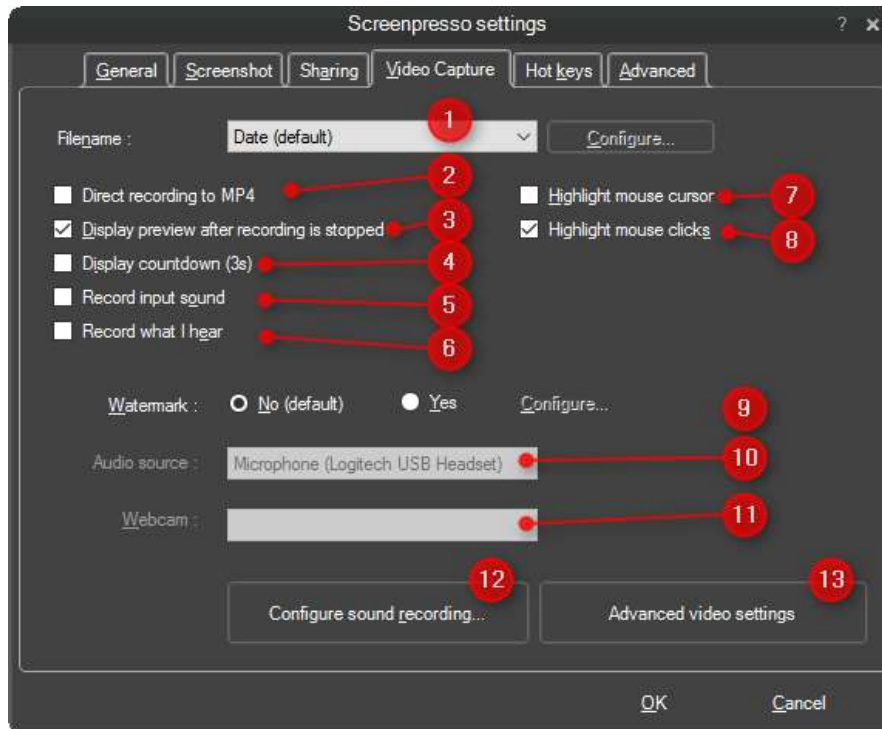 Screenpresso settings ? ×
General Screenshot Sharing Video Capture Hot keys Advanced
1
Filename : Date (default) Configure...
2
Direct recording to MP4 Highlight mouse cursor 7
3
Display preview after recording is stopped Highlight mouse clicks 8
Display countdown (3s) 4
Record input sound 5
Record what I hear 6
Watermark : No (default) Yes Configure... 9
Audio source : Microphone (Logitech USB Headset) 10
Webcam : 11
12 13
Configure sound recording... Advanced video settings
OK Cancel